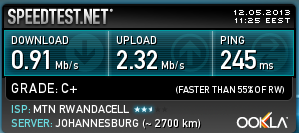 SPEEDTEST.NET 12.05.2013
11:25 EEST
DOWNLOAD UPLOAD PING
0.91 Mb/s 2.32 Mb/s 245 ms
GRADE: C+ (FASTER THAN 55% OF RW)
ISP: MTN RWANDACELL
SERVER: JOHANNESBURG (~ 2700 km)
OOKLA